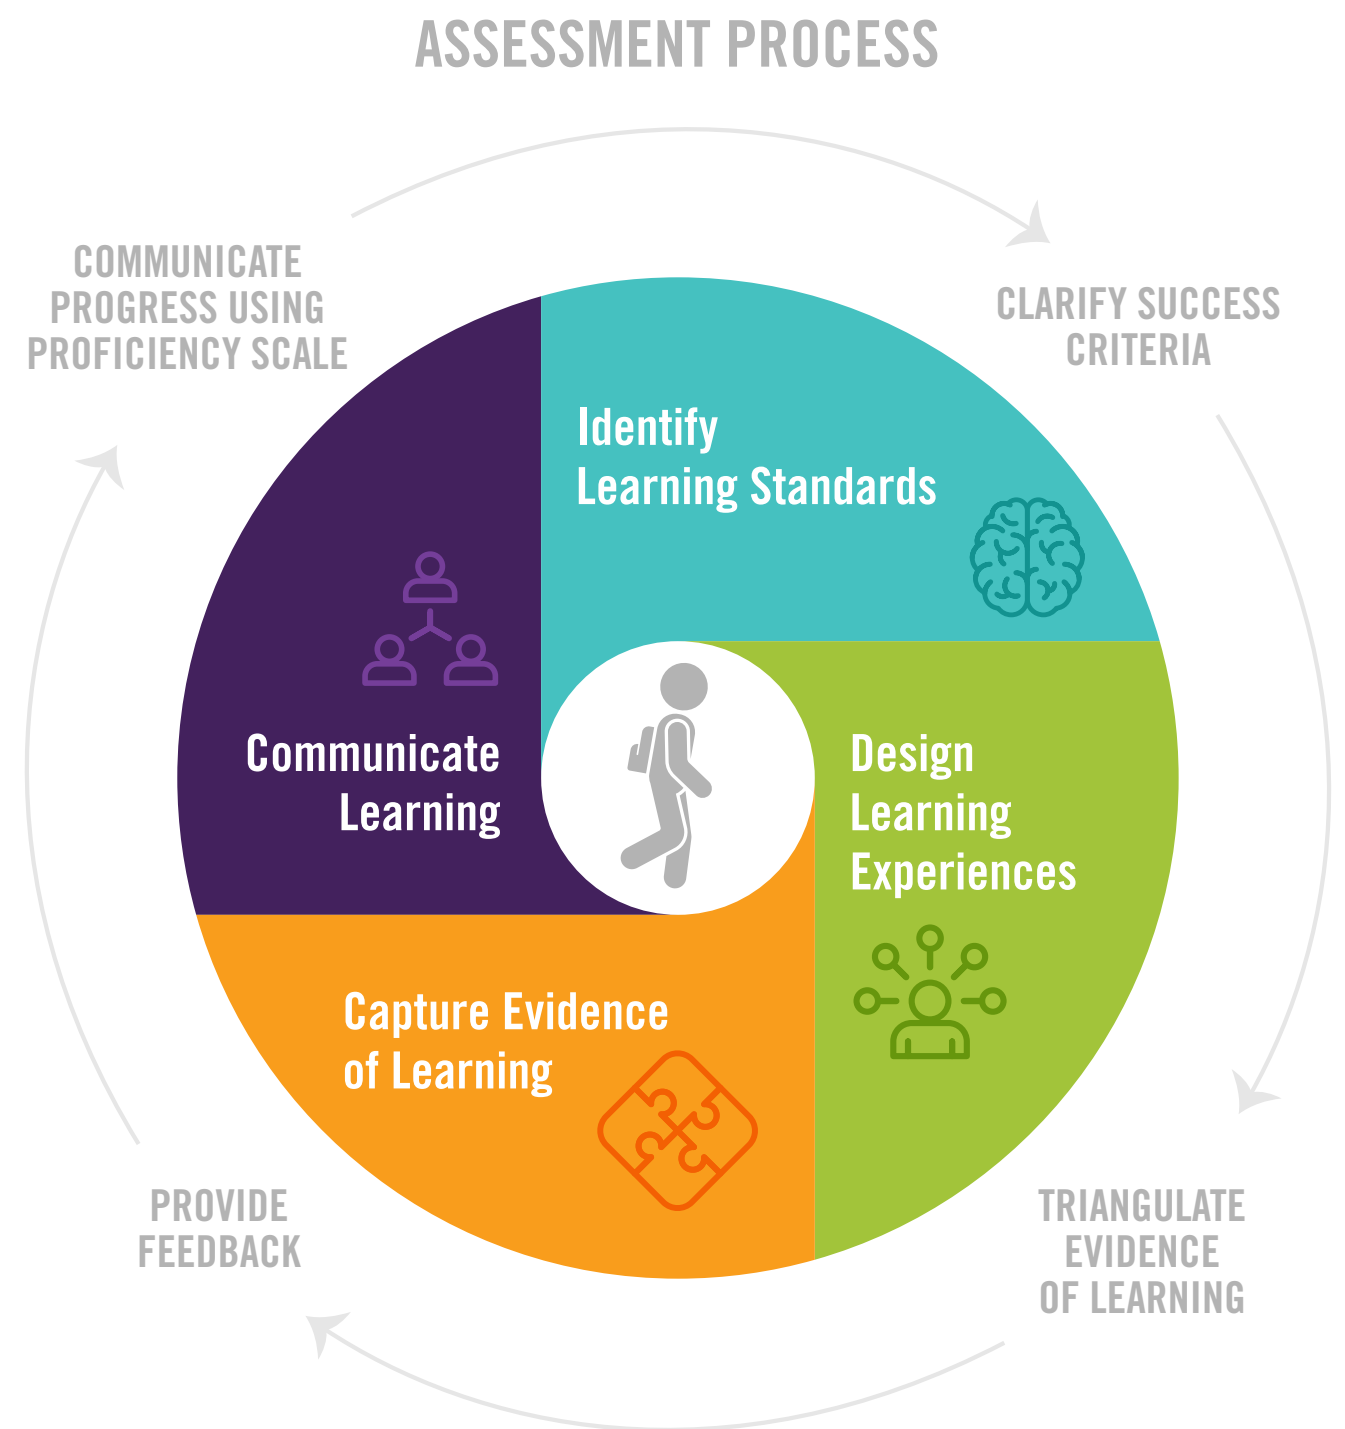 ASSESSMENT PROCESS
COMMUNICATE
PROGRESS USING
PROFICIENCY SCALE
CLARIFY SUCCESS
CRITERIA
Identify
Learning Standards
Communicate
Learning
Design
Learning
Experiences
Capture Evidence
of Learning
PROVIDE
FEEDBACK
TRIANGULATE
EVIDENCE
OF LEARNING